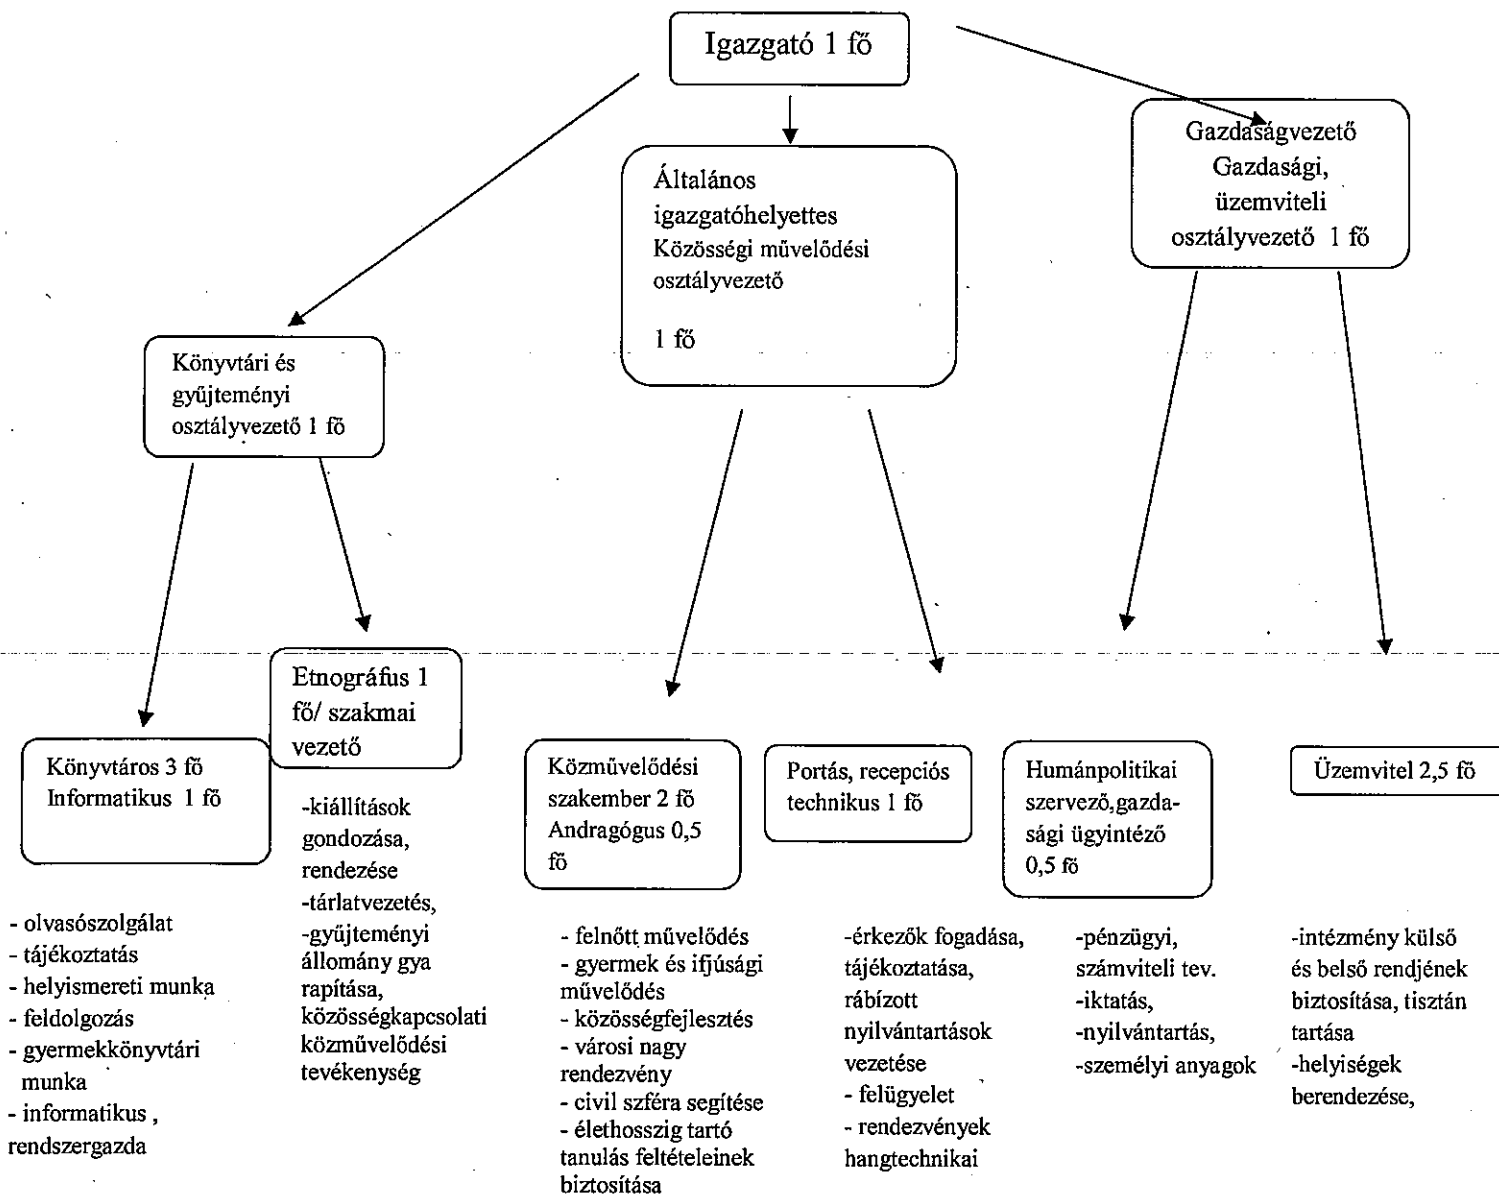 Igazgató 1 fő
Gazdaságvezető
Gazdasági,
üzemviteli
osztályvezető 1 fő
Általános
igazgatóhelyettes
Közösségi művelődési
osztályvezető
1 fő
Könyvtári és
gyűjteményi
osztályvezető 1 fő
Könyvtáros 3 fő
Informatikus 1 fő
- olvasószolgálat
- tájékoztatás
- helyismereti munka
- feldolgozás
- gyermekkönyvtári
munka
- informatikus ,
rendszergazda
Etnográfus 1
fő/ szakmai
vezető
-kiállítások
gondozása,
rendezése
-tárlatvezetés,
-gyűjteményi
állomány gya
rapítása,
közösségkapcsolati
közművelődési
tevékenység
Közművelődési
szakember 2 fő
Andragógus 0,5
fő
- felnőtt művelődés
- gyermek és ifjúsági
művelődés
- közösségfejlesztés
- városi nagy
rendezvény
- civil szféra segítése
- élethosszig tartó
tanulás feltételeinek
biztosítása
Portás, recepciós
technikus 1 fő
-érkezők fogadása,
tájékoztatása,
rábízott
nyilvántartások
vezetése
- felügyelet
- rendezvények
hangtechnikai
Humánpolitikai
szervező,gazda-
sági ügyintéző
0,5 fő
-pénzügyi,
számviteli tev.
-iktatás,
-nyilvántartás,
-személyi anyagok
Üzemvitel 2,5 fő
-intézmény külső
és belső rendjének
biztosítása, tisztán
tartása
-helyiségek
berendezése,